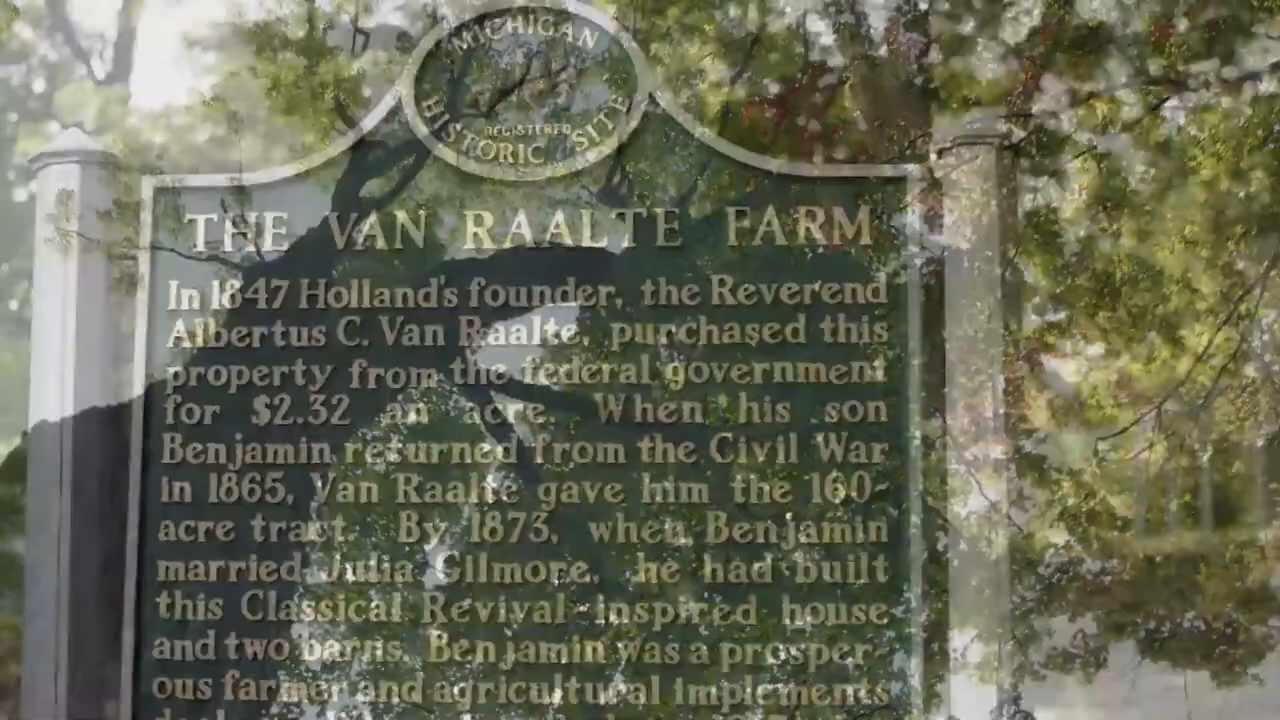 MICHIGAN
REGISTERED
HISTORIC SITE
THE VAN RAALTE FARM
In 1847 Holland's founder, the Reverend
Albertus C. Van Raalte, purchased this
property from the federal government
for $2.32 an acre. When his son
Benjamin returned from the Civil War
in 1865, Van Raalte gave him the 160-
acre tract. By 1873, when Benjamin
married Julia Gilmore, he had built
this Classical Revival-inspired house
and two barns. Benjamin was a prosper-
ous farmer and agricultural implements